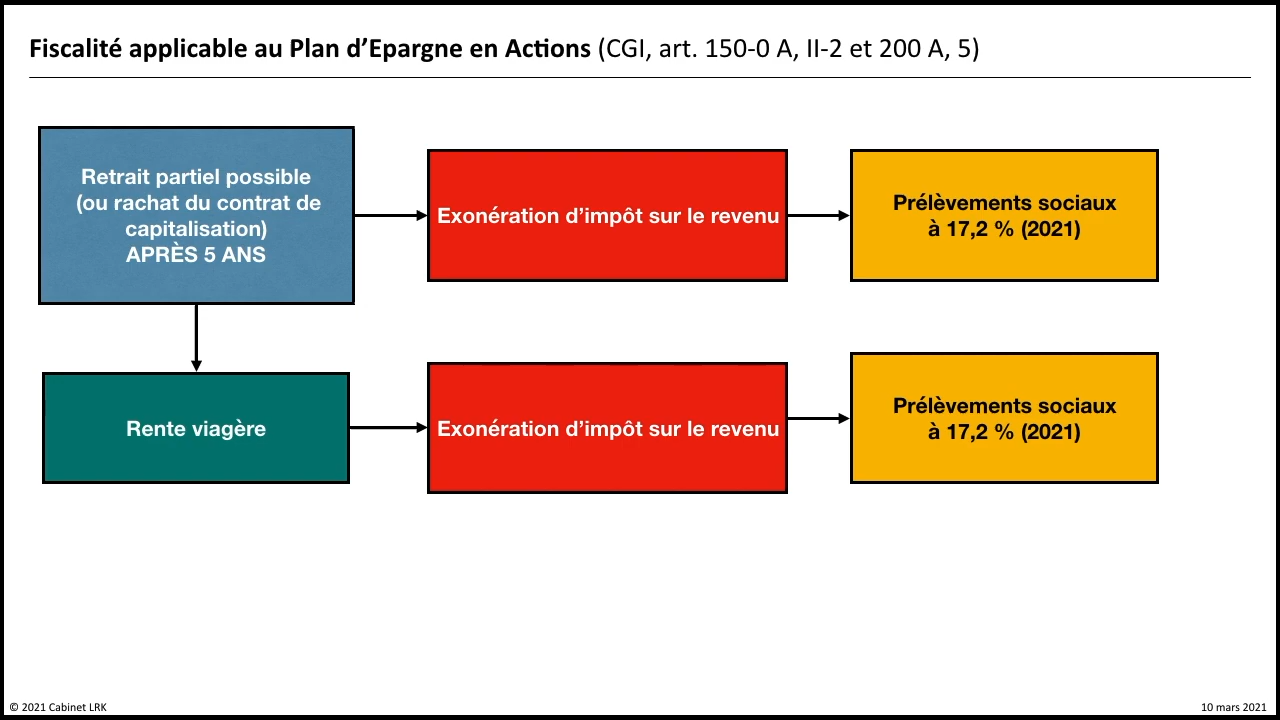 Fiscalité applicable au Plan d’Epargne en Actions (CGI, art. 150-0 A, II-2 et 200 A, 5)
Retrait partiel possible
(ou rachat du contrat de
capitalisation)
APRÈS 5 ANS
Exonération d’impôt sur le revenu
Prélèvements sociaux
à 17,2 % (2021)
Rente viagère
Exonération d’impôt sur le revenu
Prélèvements sociaux
à 17,2 % (2021)
© 2021 Cabinet LRK
10 mars 2021